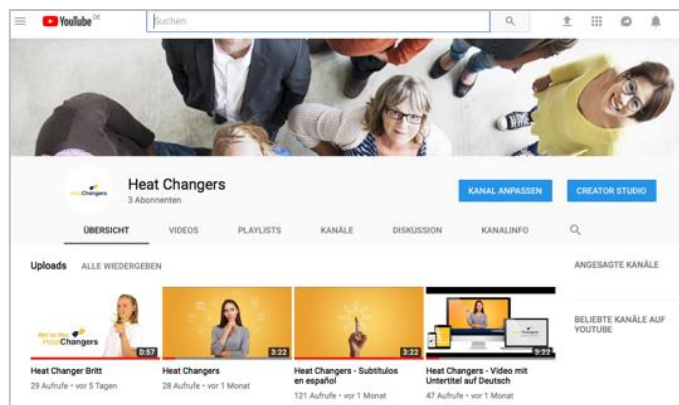 YouTube DE
Suchen
HeatChangers
Heat Changers
3 Abonnenten
KANAL ANPASSEN
CREATOR STUDIO
ÜBERSICHT VIDEOS PLAYLISTS KANÄLE DISKUSSION KANALINFO
Uploads ALLE WIEDERGEBEN
ANGESAGTE KANÄLE
We're the
HeatChangers
0:57
3:22
3:22
3:22
Heat Changer Britt
29 Aufrufe • vor 5 Tagen
Heat Changers
28 Aufrufe • vor 1 Monat
Heat Changers - Subtítulos
en español
121 Aufrufe • vor 1 Monat
Heat Changers - Video mit
Untertitel auf Deutsch
47 Aufrufe • vor 1 Monat
BELIEBTE KANÄLE AUF
YOUTUBE